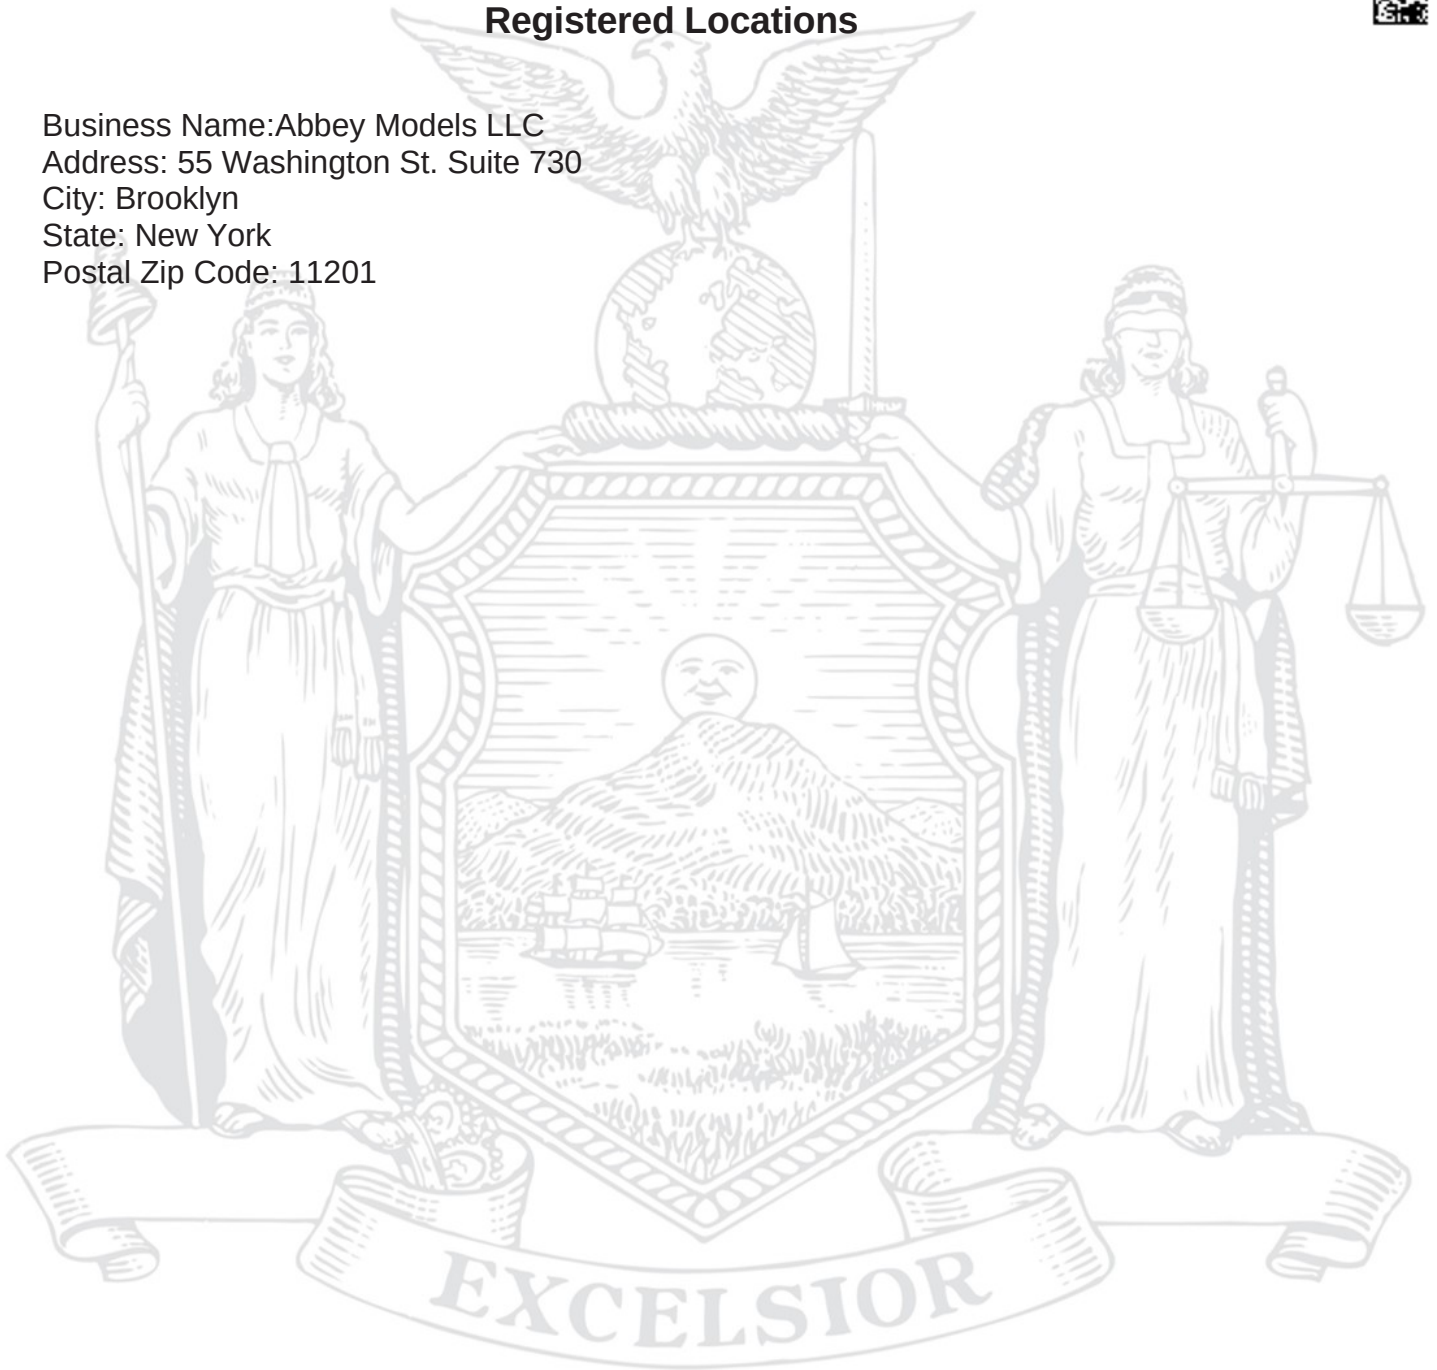 Registered Locations
Business Name:Abbey Models LLC
Address: 55 Washington St. Suite 730
City: Brooklyn
State: New York
Postal Zip Code: 11201
EXCELSIOR